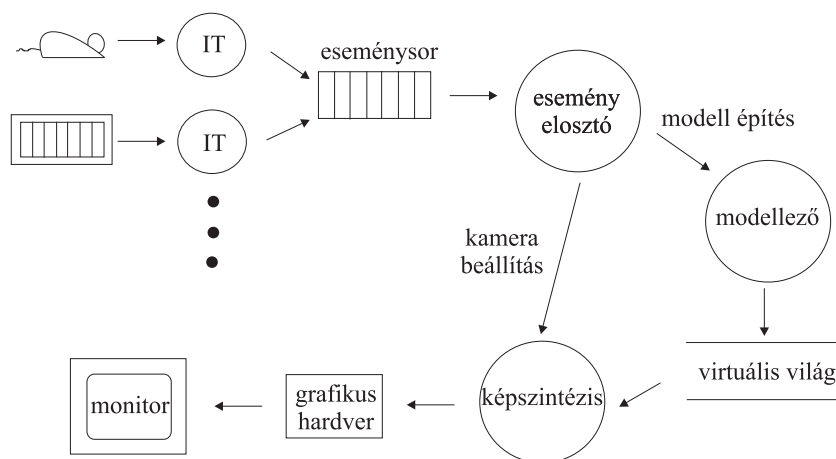 IT
eseménysor
IT
esemény
elosztó
modell építés
modellező
kamera
beállítás
virtuális világ
képszintézis
grafikus
hardver
monitor